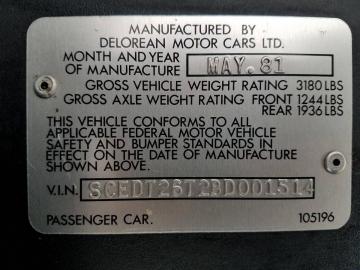 MANUFACTURED BY
DELOREAN MOTOR CARS LTD.
MONTH AND YEAR
OF MANUFACTURE MAY. 81
GROSS VEHICLE WEIGHT RATING 3180 LBS
GROSS AXLE WEIGHT RATING FRONT 1244 LBS
REAR 1936 LBS
THIS VEHICLE CONFORMS TO ALL
APPLICABLE FEDERAL MOTOR VEHICLE
SAFETY AND BUMPER STANDARDS IN
EFFECT ON THE DATE OF MANUFACTURE
SHOWN ABOVE.
V.I.N. SCEDT26T2BD001514
PASSENGER CAR. 105196